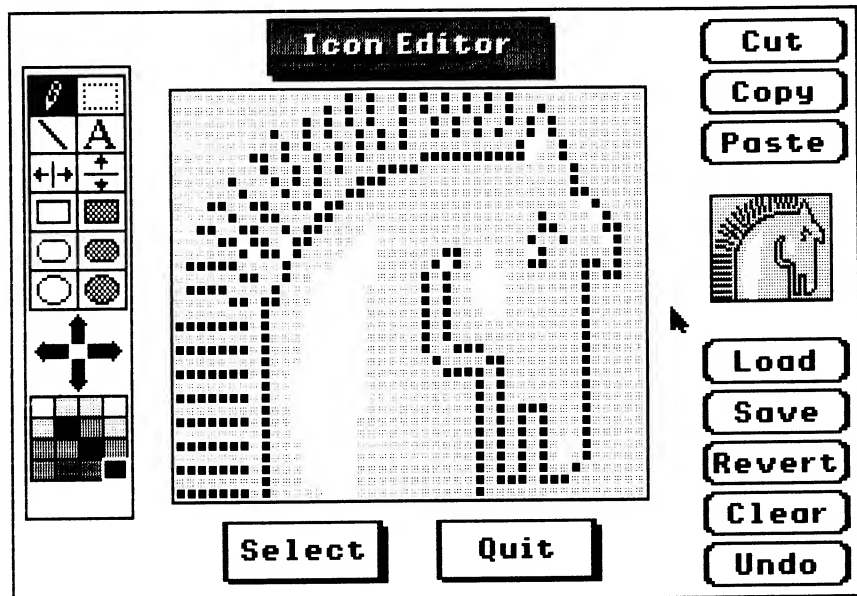 Icon Editor
Cut
Copy
Paste
A
Load
Save
Revert
Clear
Undo
Select
Quit